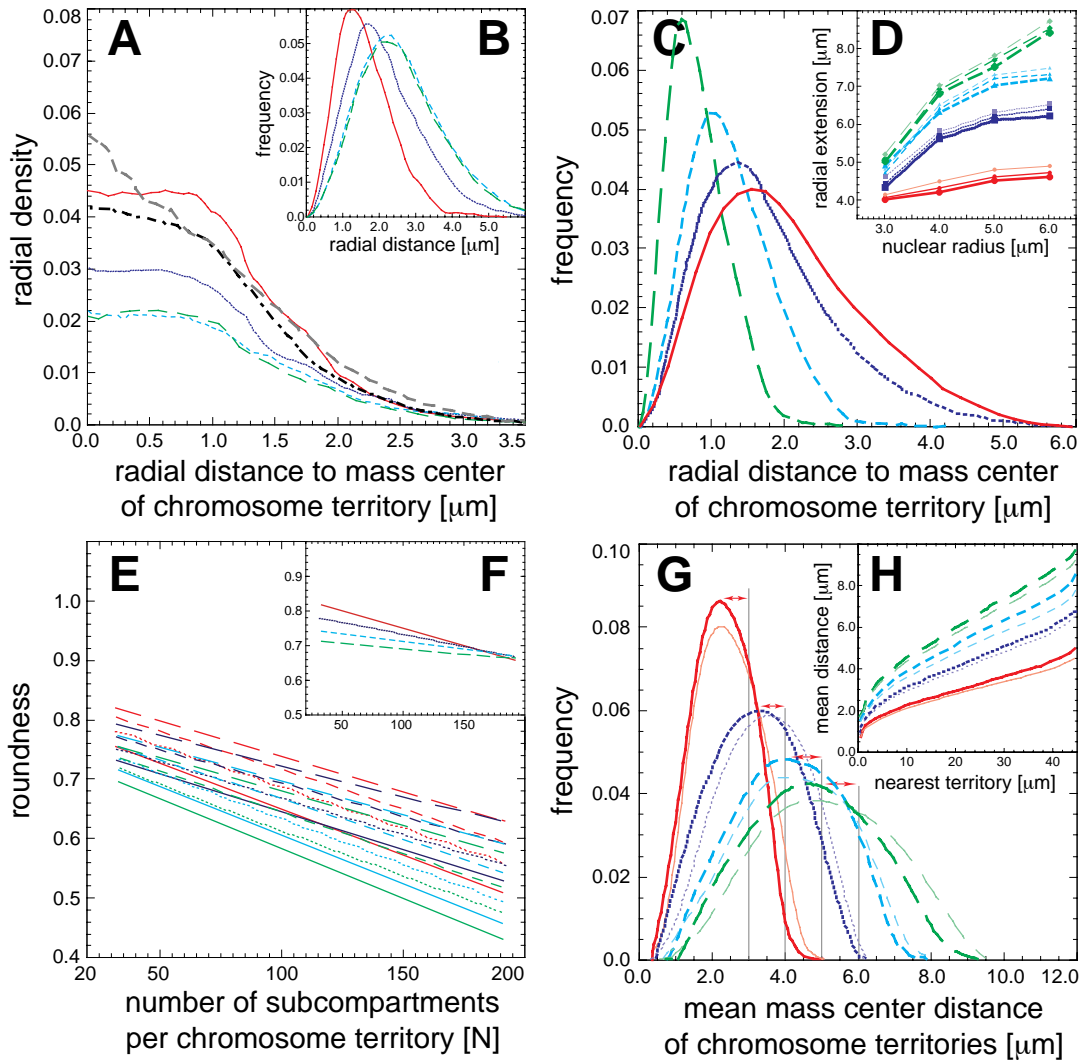 A
radial density
0.08
0.07
0.06
0.05
0.04
0.03
0.02
0.01
0.0
0.0 0.5 1.0 1.5 2.0 2.5 3.0 3.5
radial distance to mass center
of chromosome territory [μm]
B
frequency
0.05
0.04
0.03
0.02
0.01
0.0
0.0 1.0 2.0 3.0 4.0 5.0 6.0
radial distance [μm]
C
frequency
0.07
0.06
0.05
0.04
0.03
0.02
0.01
0.00
0.0 1.0 2.0 3.0 4.0 5.0 6.0
radial distance to mass center
of chromosome territory [μm]
D
radial extension [μm]
8.0
7.0
6.0
5.0
4.0
3.0 4.0 5.0 6.0
nuclear radius [μm]
E
roundness
1.0
0.9
0.8
0.7
0.6
0.5
0.4
20 50 100 150 200
number of subcompartments
per chromosome territory [N]
F
0.9
0.8
0.7
0.6
0.5
50 100 150
G
frequency
0.10
0.08
0.06
0.04
0.02
0.0
0.0 2.0 4.0 6.0 8.0 10.0 12.0
mean mass center distance
of chromosome territories [μm]
H
mean distance [μm]
8.0
6.0
4.0
2.0
0.0
0 10 20 30 40
nearest territory [μm]